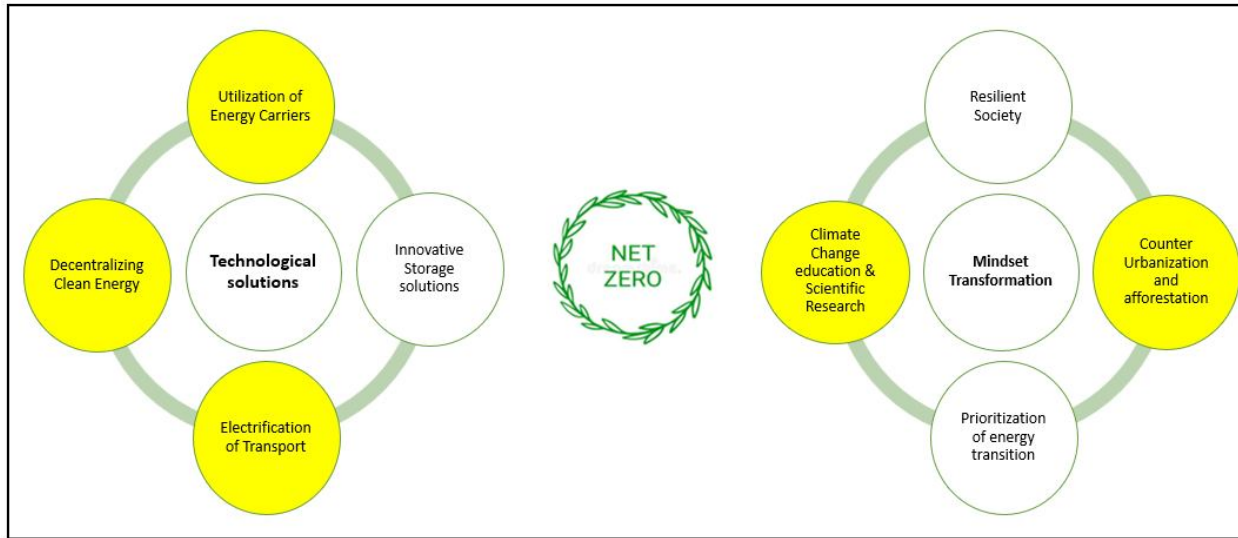 Utilization of
Energy Carriers
Decentralizing
Clean Energy
Technological
solutions
Innovative
Storage
solutions
Electrification
of Transport
NET
ZERO
Resilient
Society
Climate
Change
education &
Scientific
Research
Mindset
Transformation
Counter
Urbanization
and
afforestation
Prioritization
of energy
transition